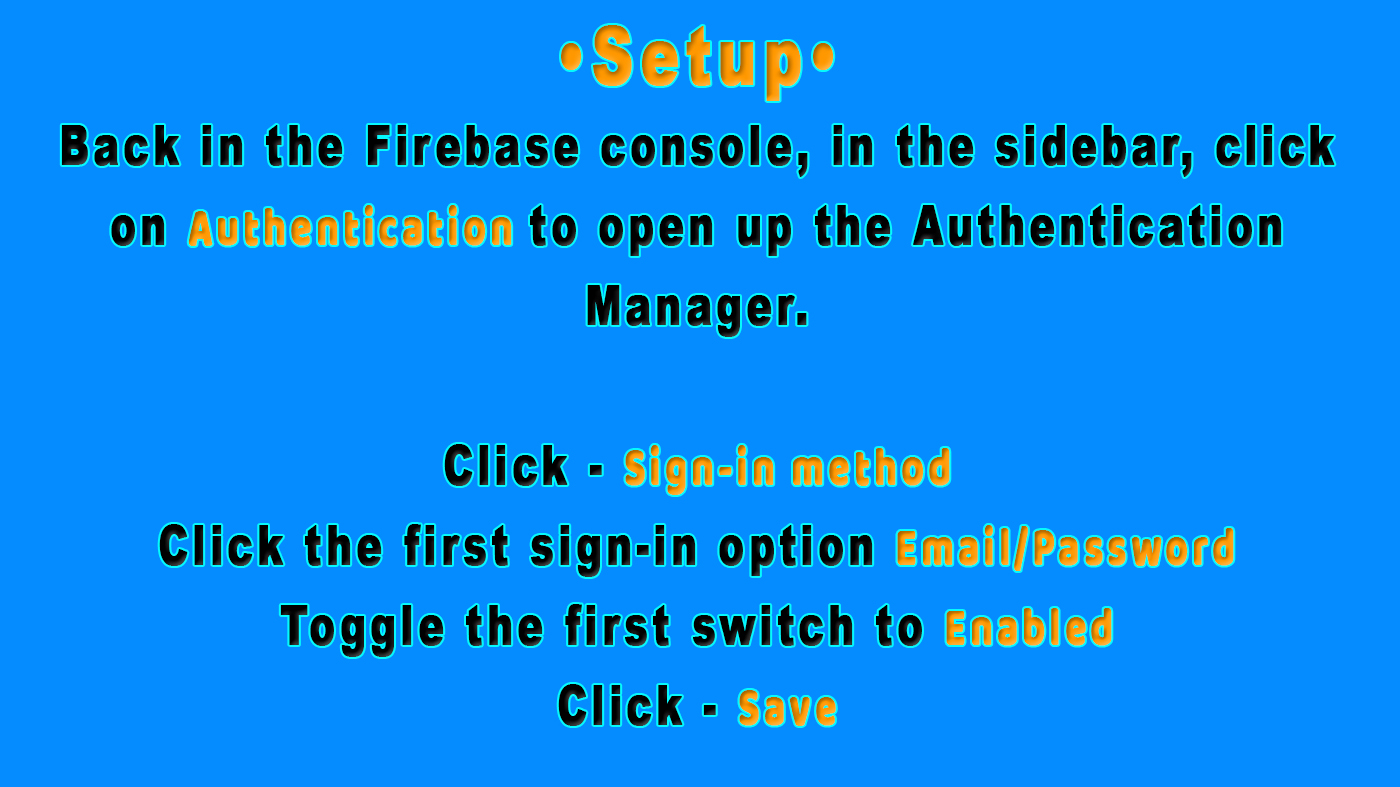 •Setup•
Back in the Firebase console, in the sidebar, click
on Authentication to open up the Authentication
Manager.
Click - Sign-in method
Click the first sign-in option Email/Password
Toggle the first switch to Enabled
Click - Save